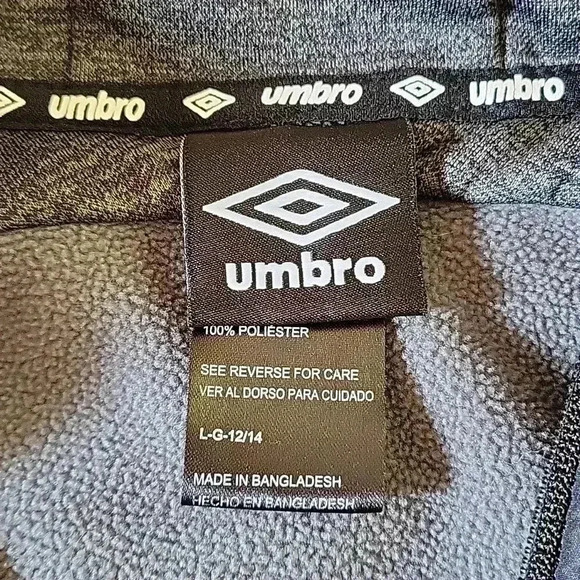 umbro umbro umbro
umbro
100% POLIÉSTER
SEE REVERSE FOR CARE
VER AL DORSO PARA CUIDADO
L-G-12/14
MADE IN BANGLADESH
HECHO EN BANGLADESH